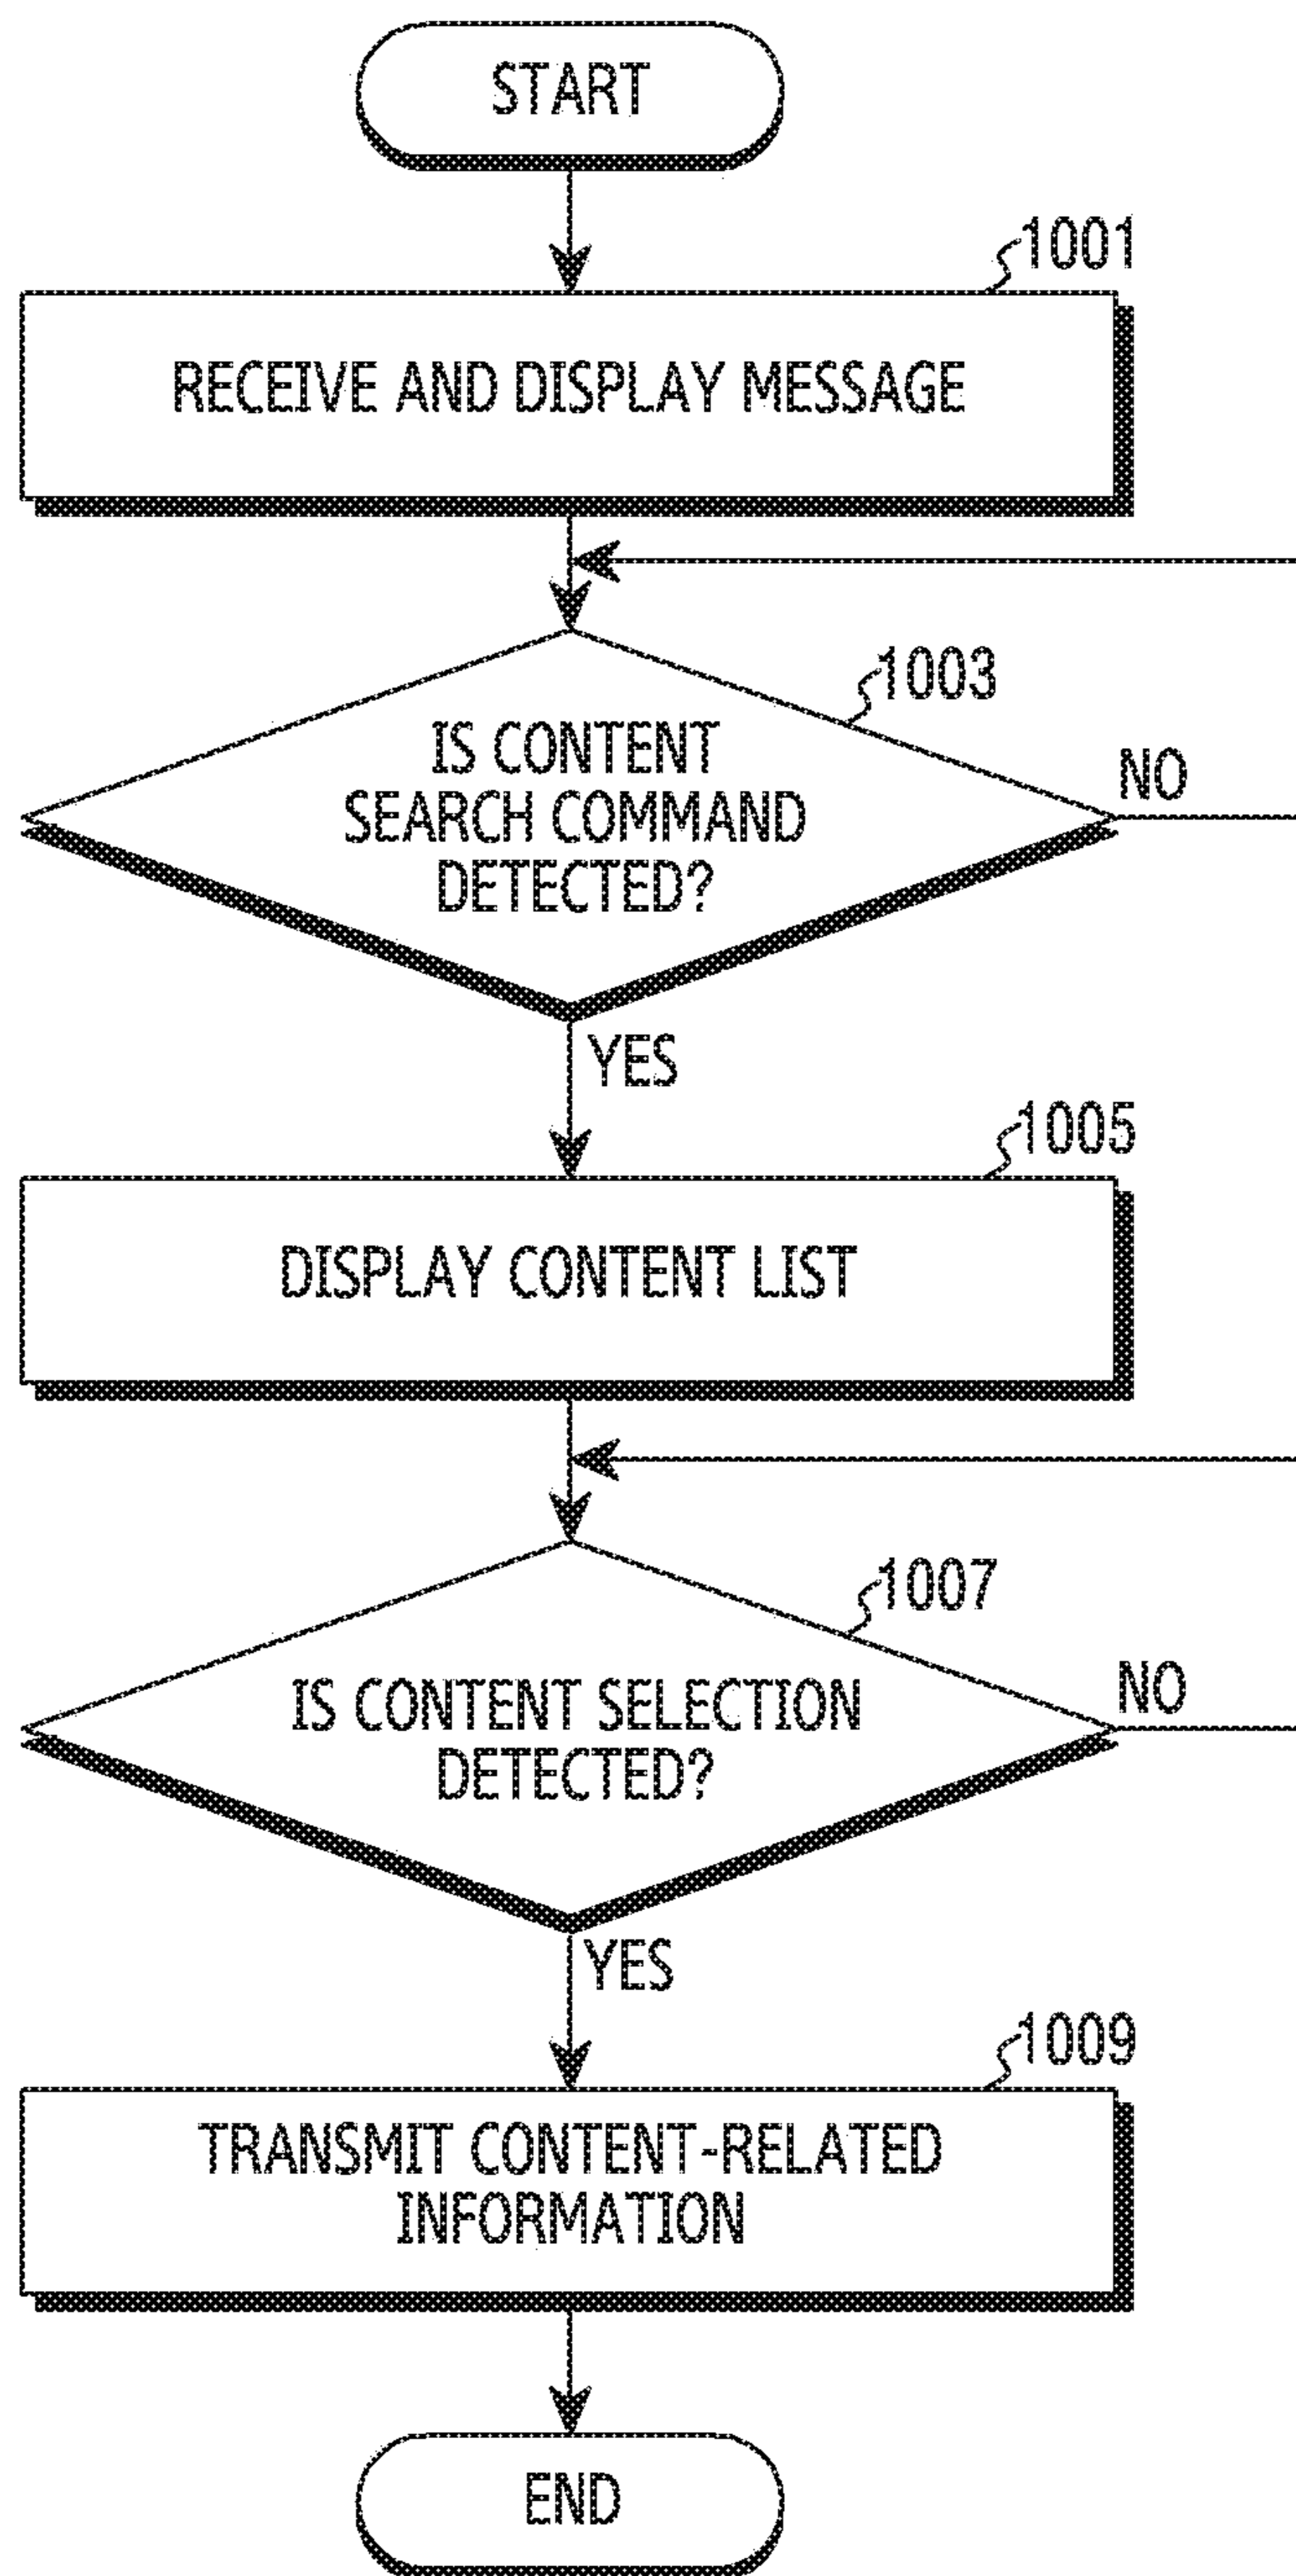 START
1001
RECEIVE AND DISPLAY MESSAGE
1003
IS CONTENT
SEARCH COMMAND
DETECTED?
NO
YES
1005
DISPLAY CONTENT LIST
1007
IS CONTENT SELECTION
DETECTED?
NO
YES
1009
TRANSMIT CONTENT-RELATED
INFORMATION
END